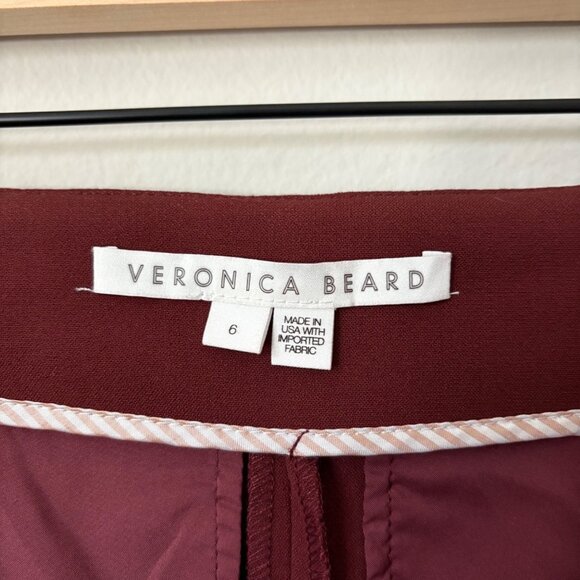 VERONICA BEARD
6
MADE IN
USA WITH
IMPORTED
FABRIC